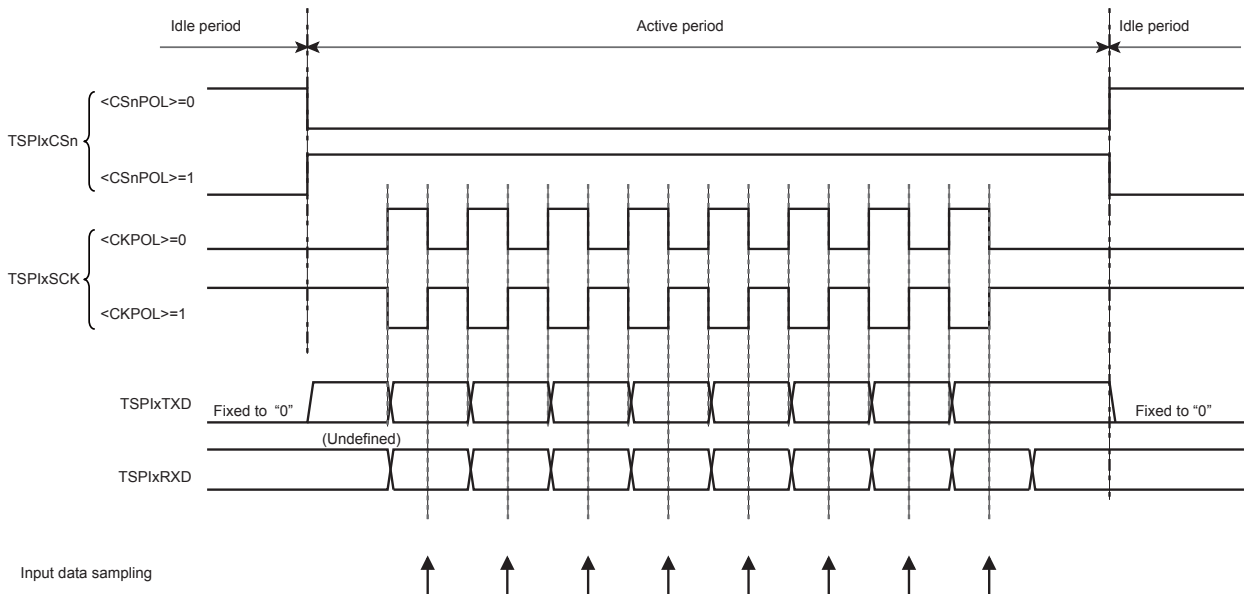 Idle period
Active period
Idle period
<CSnPOL>=0
TSPIxCSn
<CSnPOL>=1
<CKPOL>=0
TSPIxSCK
<CKPOL>=1
TSPIxTXD
Fixed to “0”
Fixed to “0”
(Undefined)
TSPIxRXD
Input data sampling